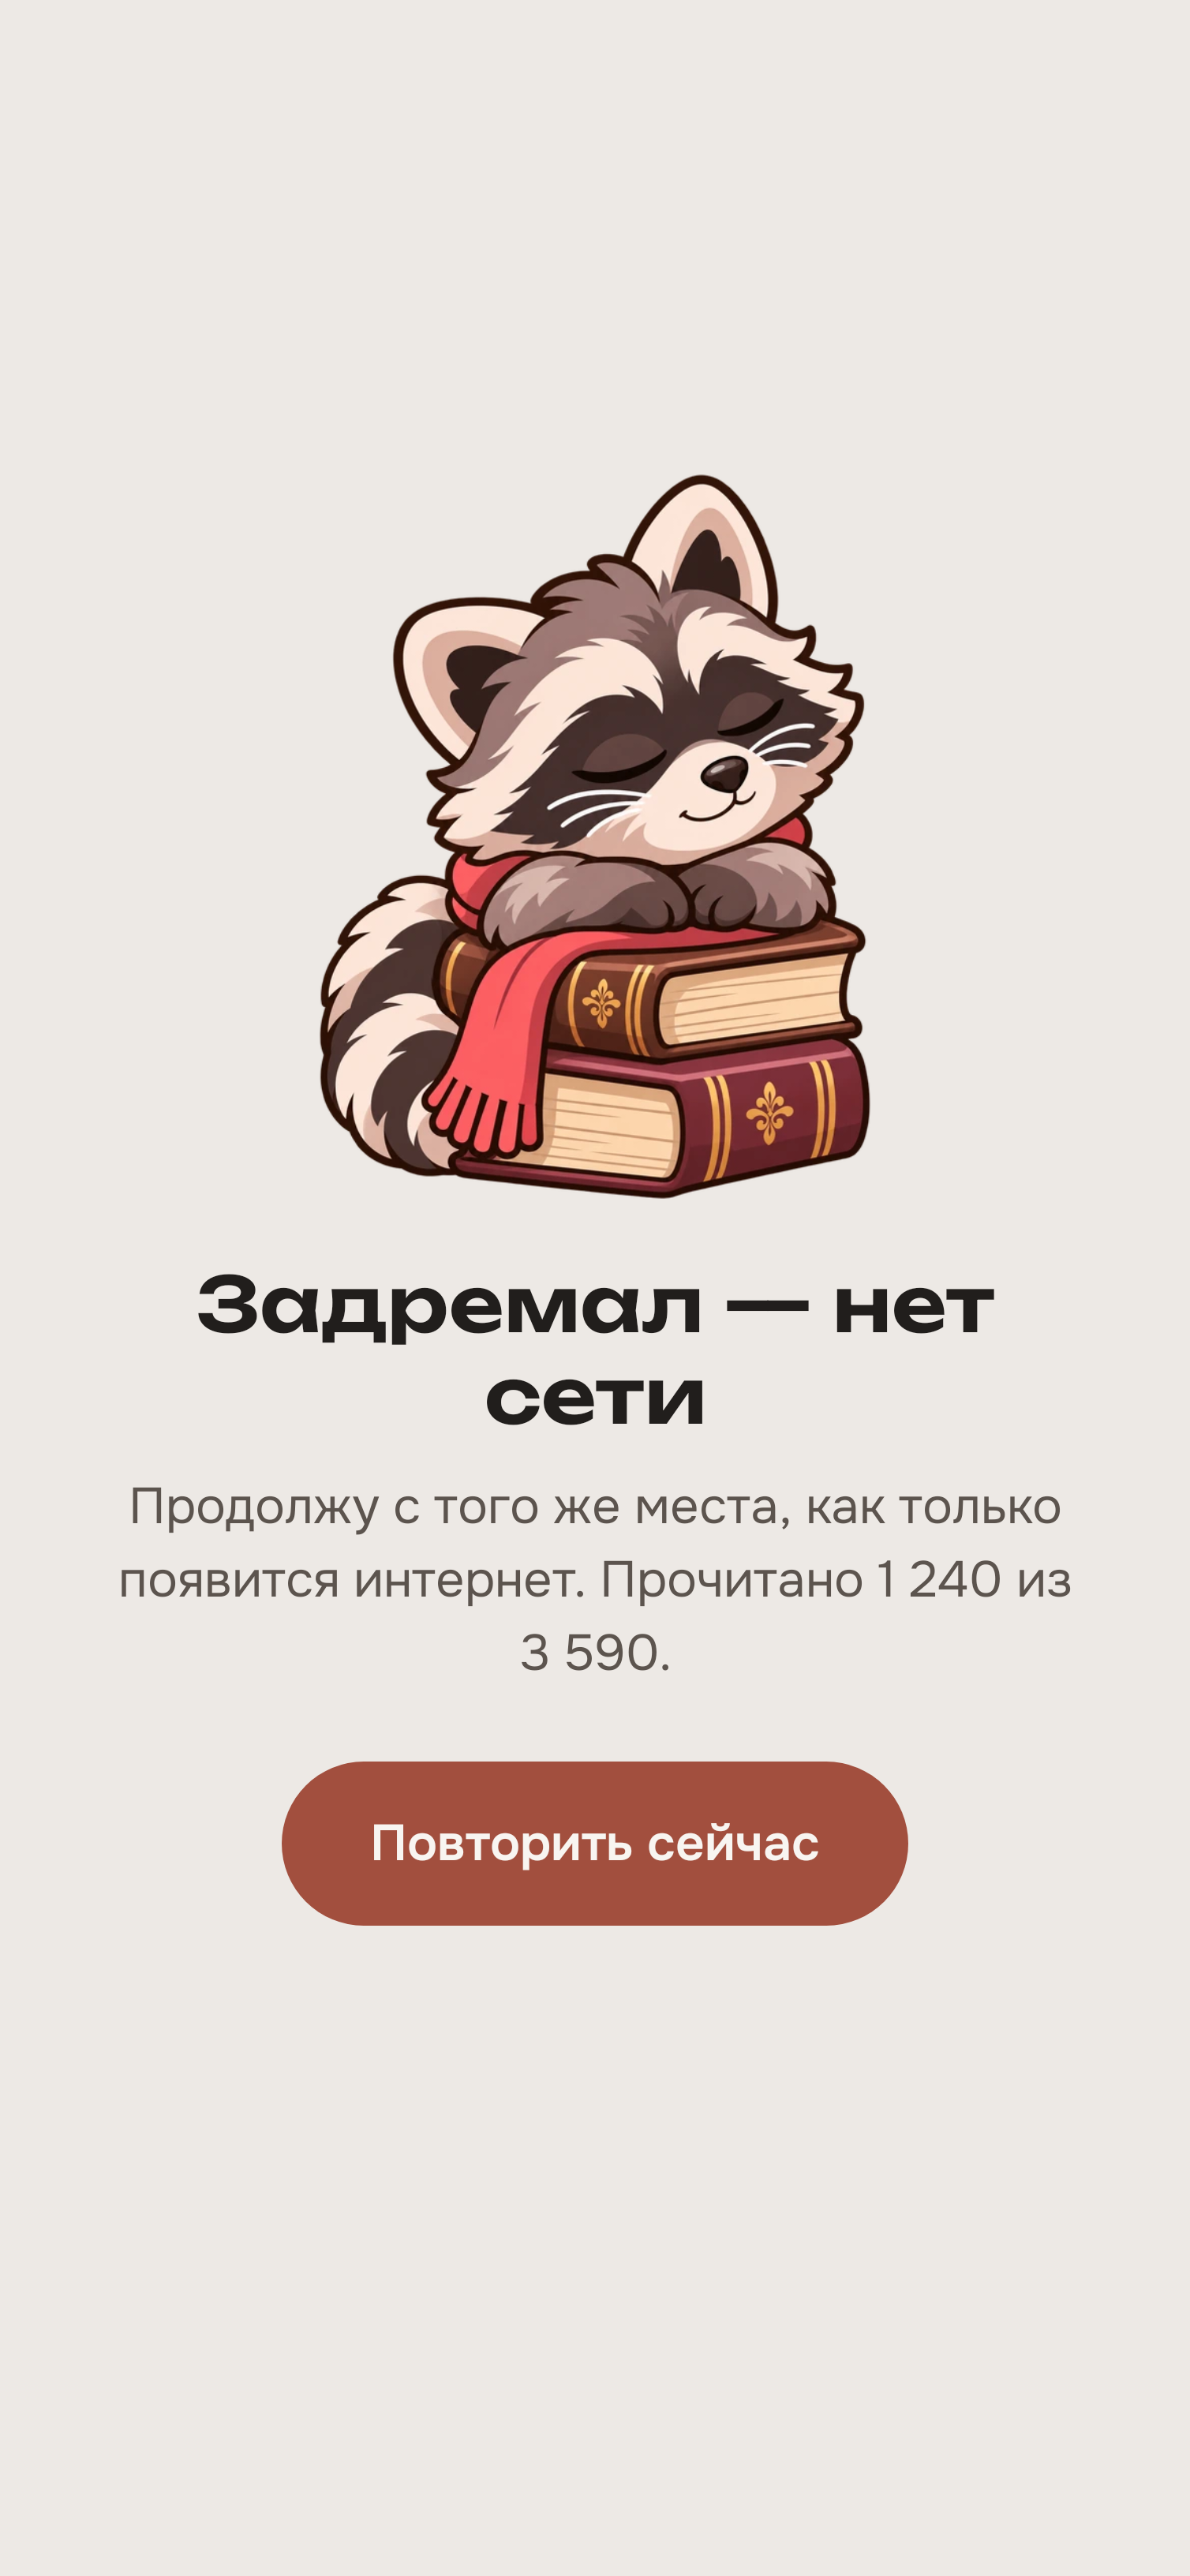 Задремал — нет
сети
Продолжу с того же места, как только
появится интернет. Прочитано 1 240 из
3 590.
Повторить сейчас